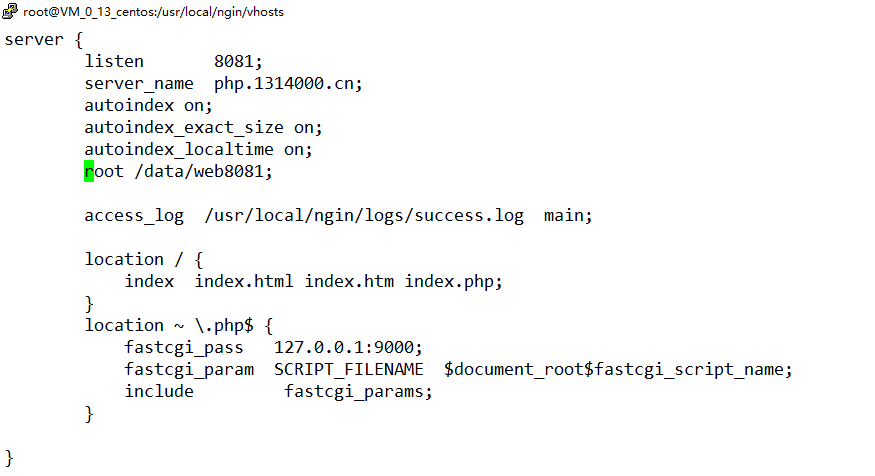 root@VM_0_13_centos:/usr/local/ngin/vhosts
server {
        listen       8081;
        server_name  php.1314000.cn;
        autoindex on;
        autoindex_exact_size on;
        autoindex_localtime on;
        root /data/web8081;

        access_log  /usr/local/ngin/logs/success.log  main;

        location / {
            index  index.html index.htm index.php;
        }
        location ~ \.php$ {
            fastcgi_pass   127.0.0.1:9000;
            fastcgi_param  SCRIPT_FILENAME  $document_root$fastcgi_script_name;
            include         fastcgi_params;
        }

}